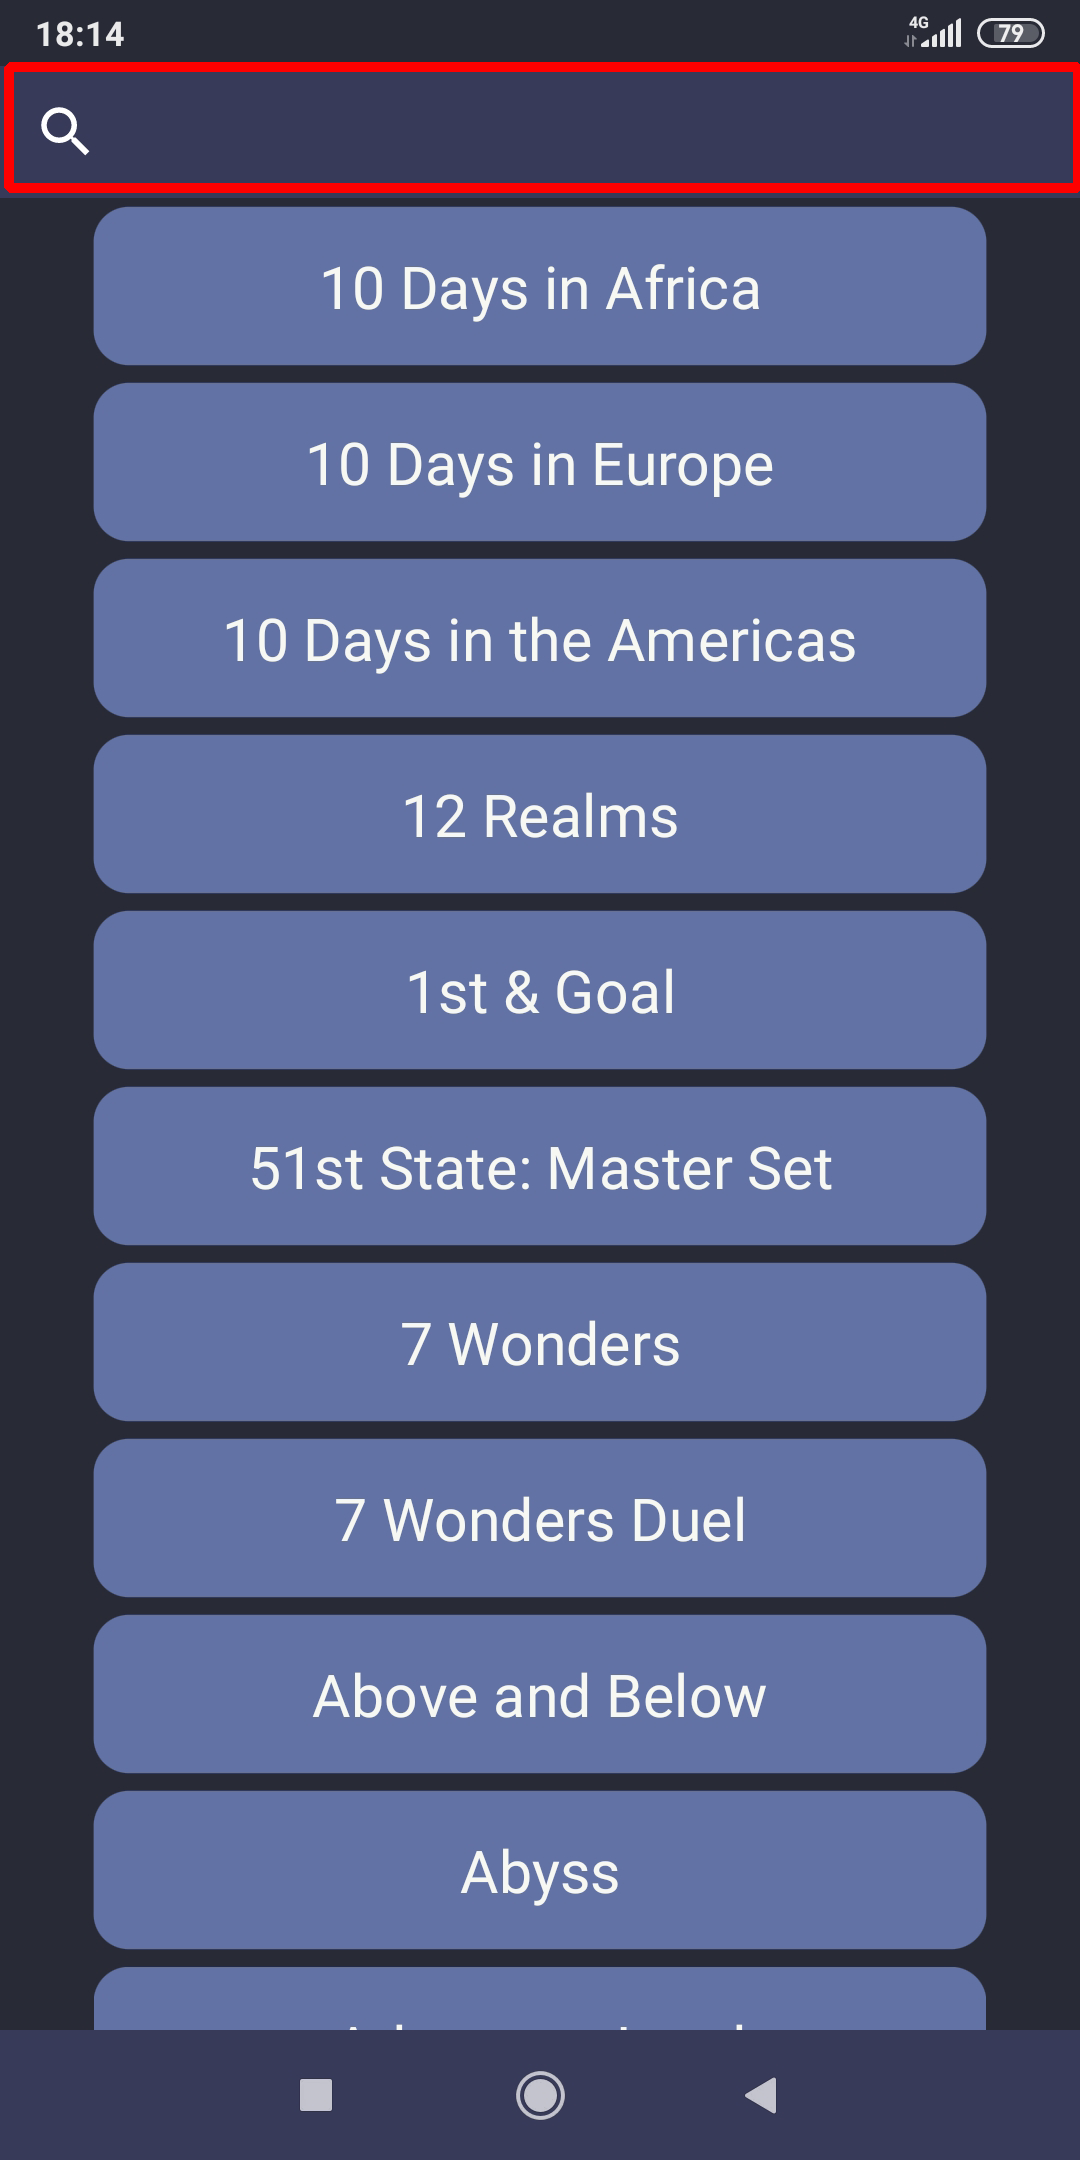 18:14
4G
79
10 Days in Africa
10 Days in Europe
10 Days in the Americas
12 Realms
1st & Goal
51st State: Master Set
7 Wonders
7 Wonders Duel
Above and Below
Abyss